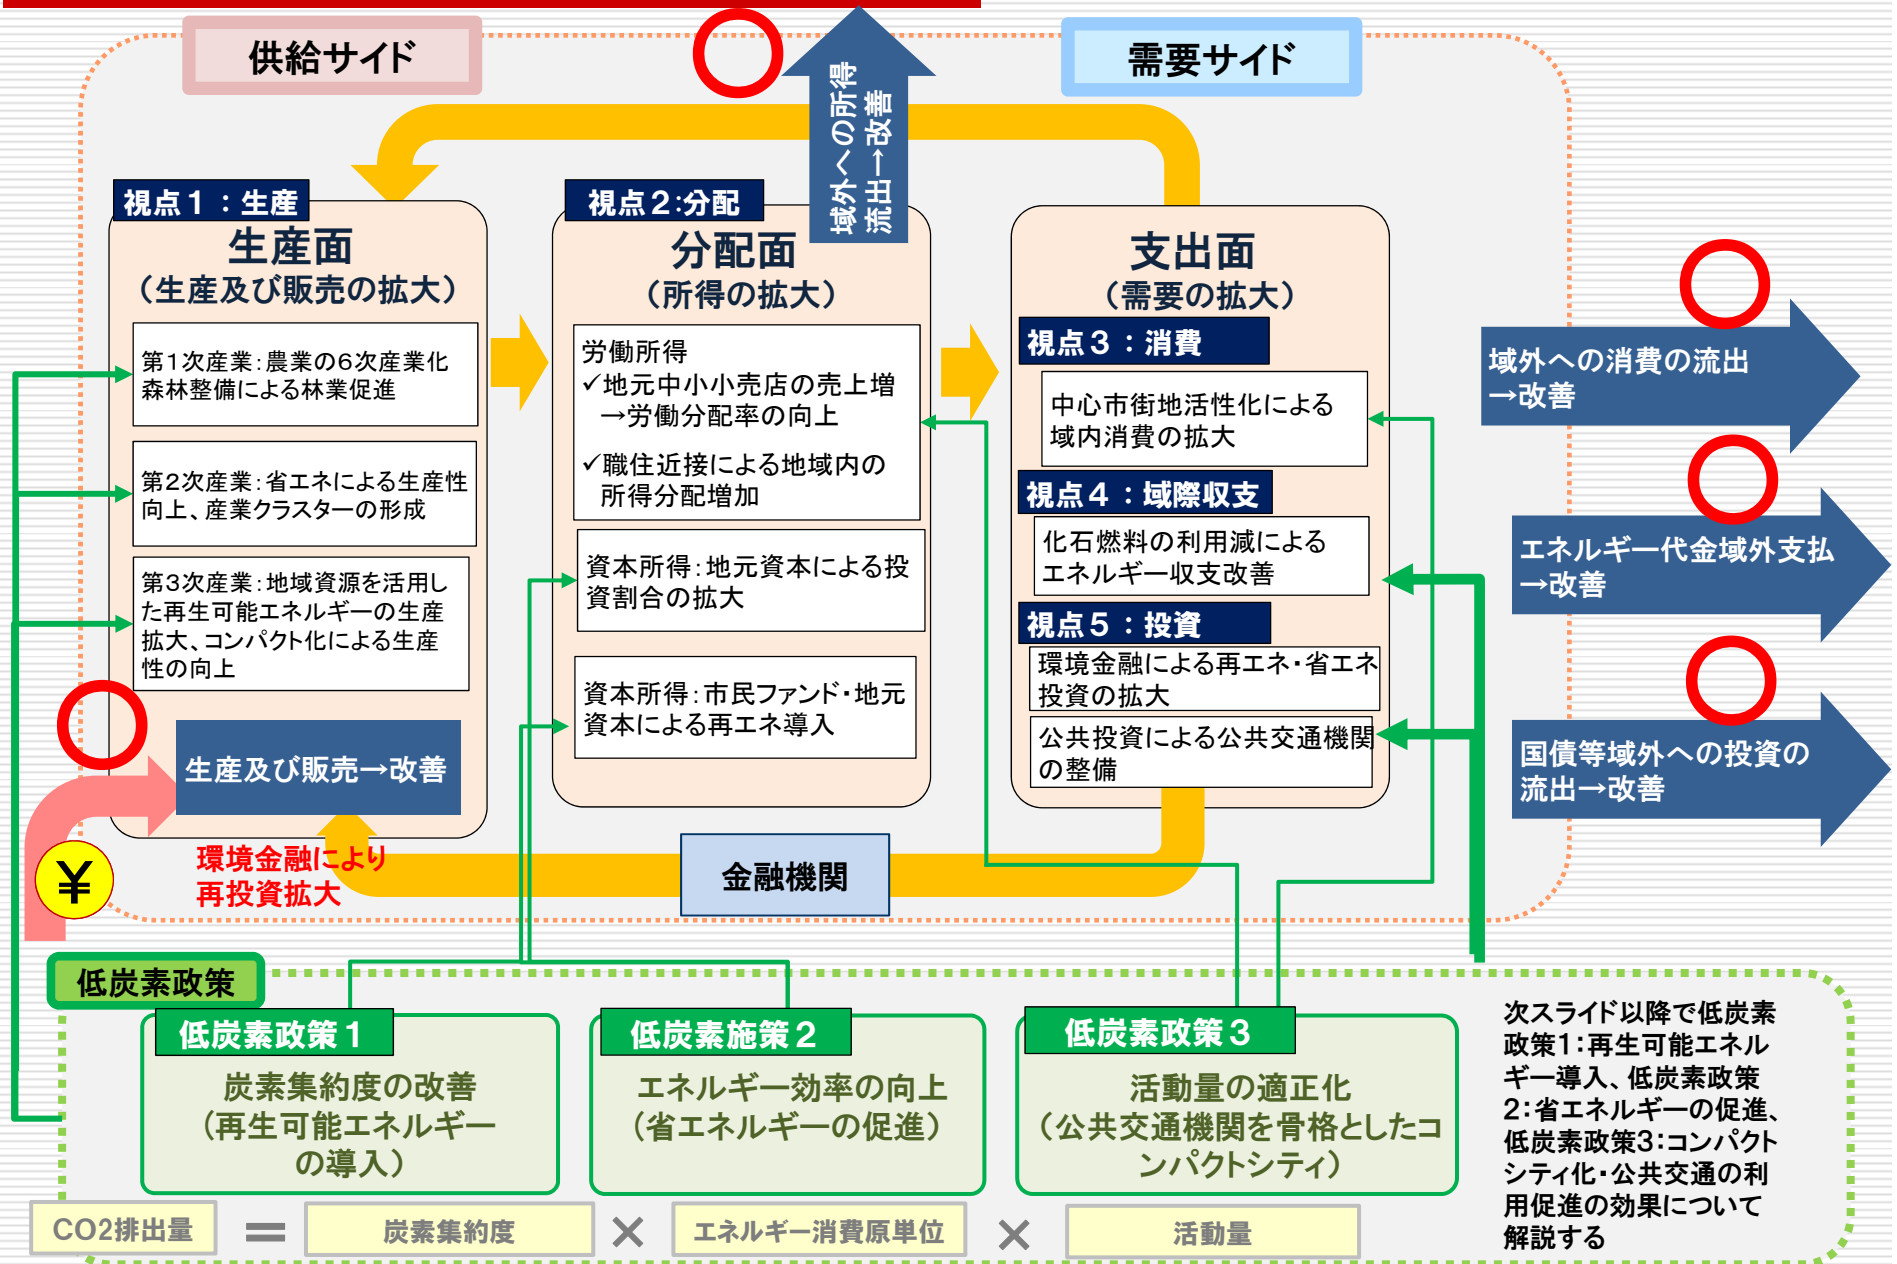 供給サイド
需要サイド
域外への所得
流出→改善
視点１：生産
生産面
（生産及び販売の拡大）
第1次産業：農業の6次産業化
森林整備による林業促進
第2次産業：省エネによる生産性
向上、産業クラスターの形成
第3次産業：地域資源を活用し
た再生可能エネルギーの生産
拡大、コンパクト化による生産
性の向上
生産及び販売→改善
¥
環境金融により
再投資拡大
視点２：分配
分配面
（所得の拡大）
労働所得
✓地元中小小売店の売上増
→労働分配率の向上
✓職住近接による地域内の
所得分配増加
資本所得：地元資本による投
資割合の拡大
資本所得：市民ファンド・地元
資本による再エネ導入
金融機関
支出面
（需要の拡大）
視点３：消費
中心市街地活性化による
域内消費の拡大
視点４：域際収支
化石燃料の利用減による
エネルギー収支改善
視点５：投資
環境金融による再エネ・省エネ
投資の拡大
公共投資による公共交通機関
の整備
域外への消費の流出
→改善
エネルギー代金域外支払
→改善
国債等域外への投資の
流出→改善
低炭素政策
低炭素政策１
炭素集約度の改善
（再生可能エネルギー
の導入）
低炭素施策２
エネルギー効率の向上
（省エネルギーの促進）
低炭素政策３
活動量の適正化
（公共交通機関を骨格としたコ
ンパクトシティ）
次スライド以降で低炭素
政策1：再生可能エネル
ギー導入、低炭素政策
2：省エネルギーの促進、
低炭素政策3：コンパクト
シティ化・公共交通の利
用促進の効果について
解説する
CO2排出量 ＝ 炭素集約度 × エネルギー消費原単位 × 活動量